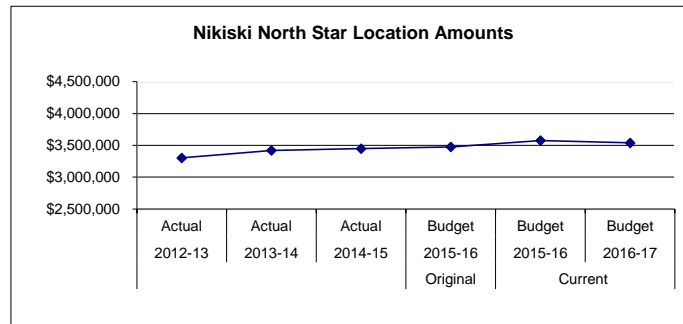 Nikiski North Star Location Amounts
$4,500,000
$4,000,000
$3,500,000
$3,000,000
$2,500,000
Actual Actual Actual Budget Budget Budget
2012-13 2013-14 2014-15 2015-16 2015-16 2016-17
Original Current